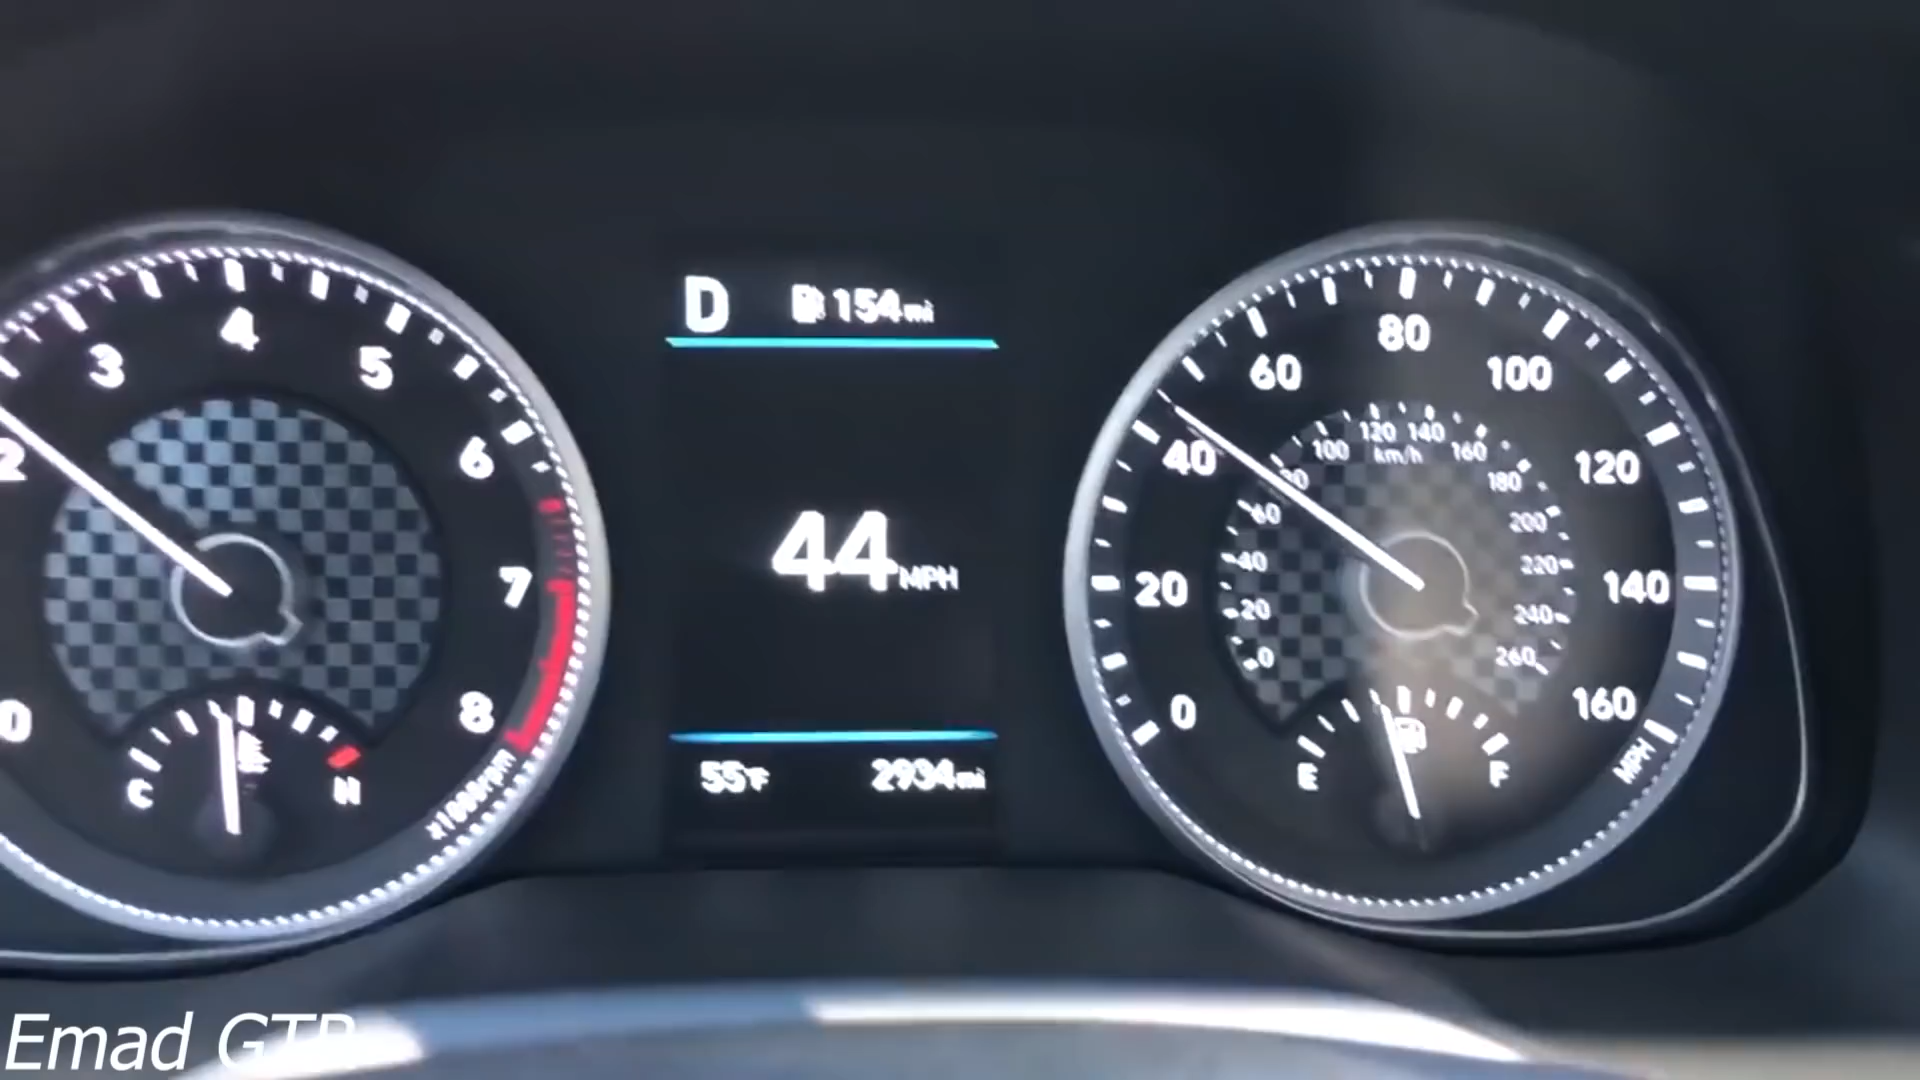 D 154mi
44 MPH
55°F 2934mi
0 2 3 4 5 6 7 8
x1000rpm
C H
0 20 40 60 80 100 120 140 160
MPH
0 20 40 60 80 100 120 140 160 180 200 220 240 260
km/h
E F
Emad GTR